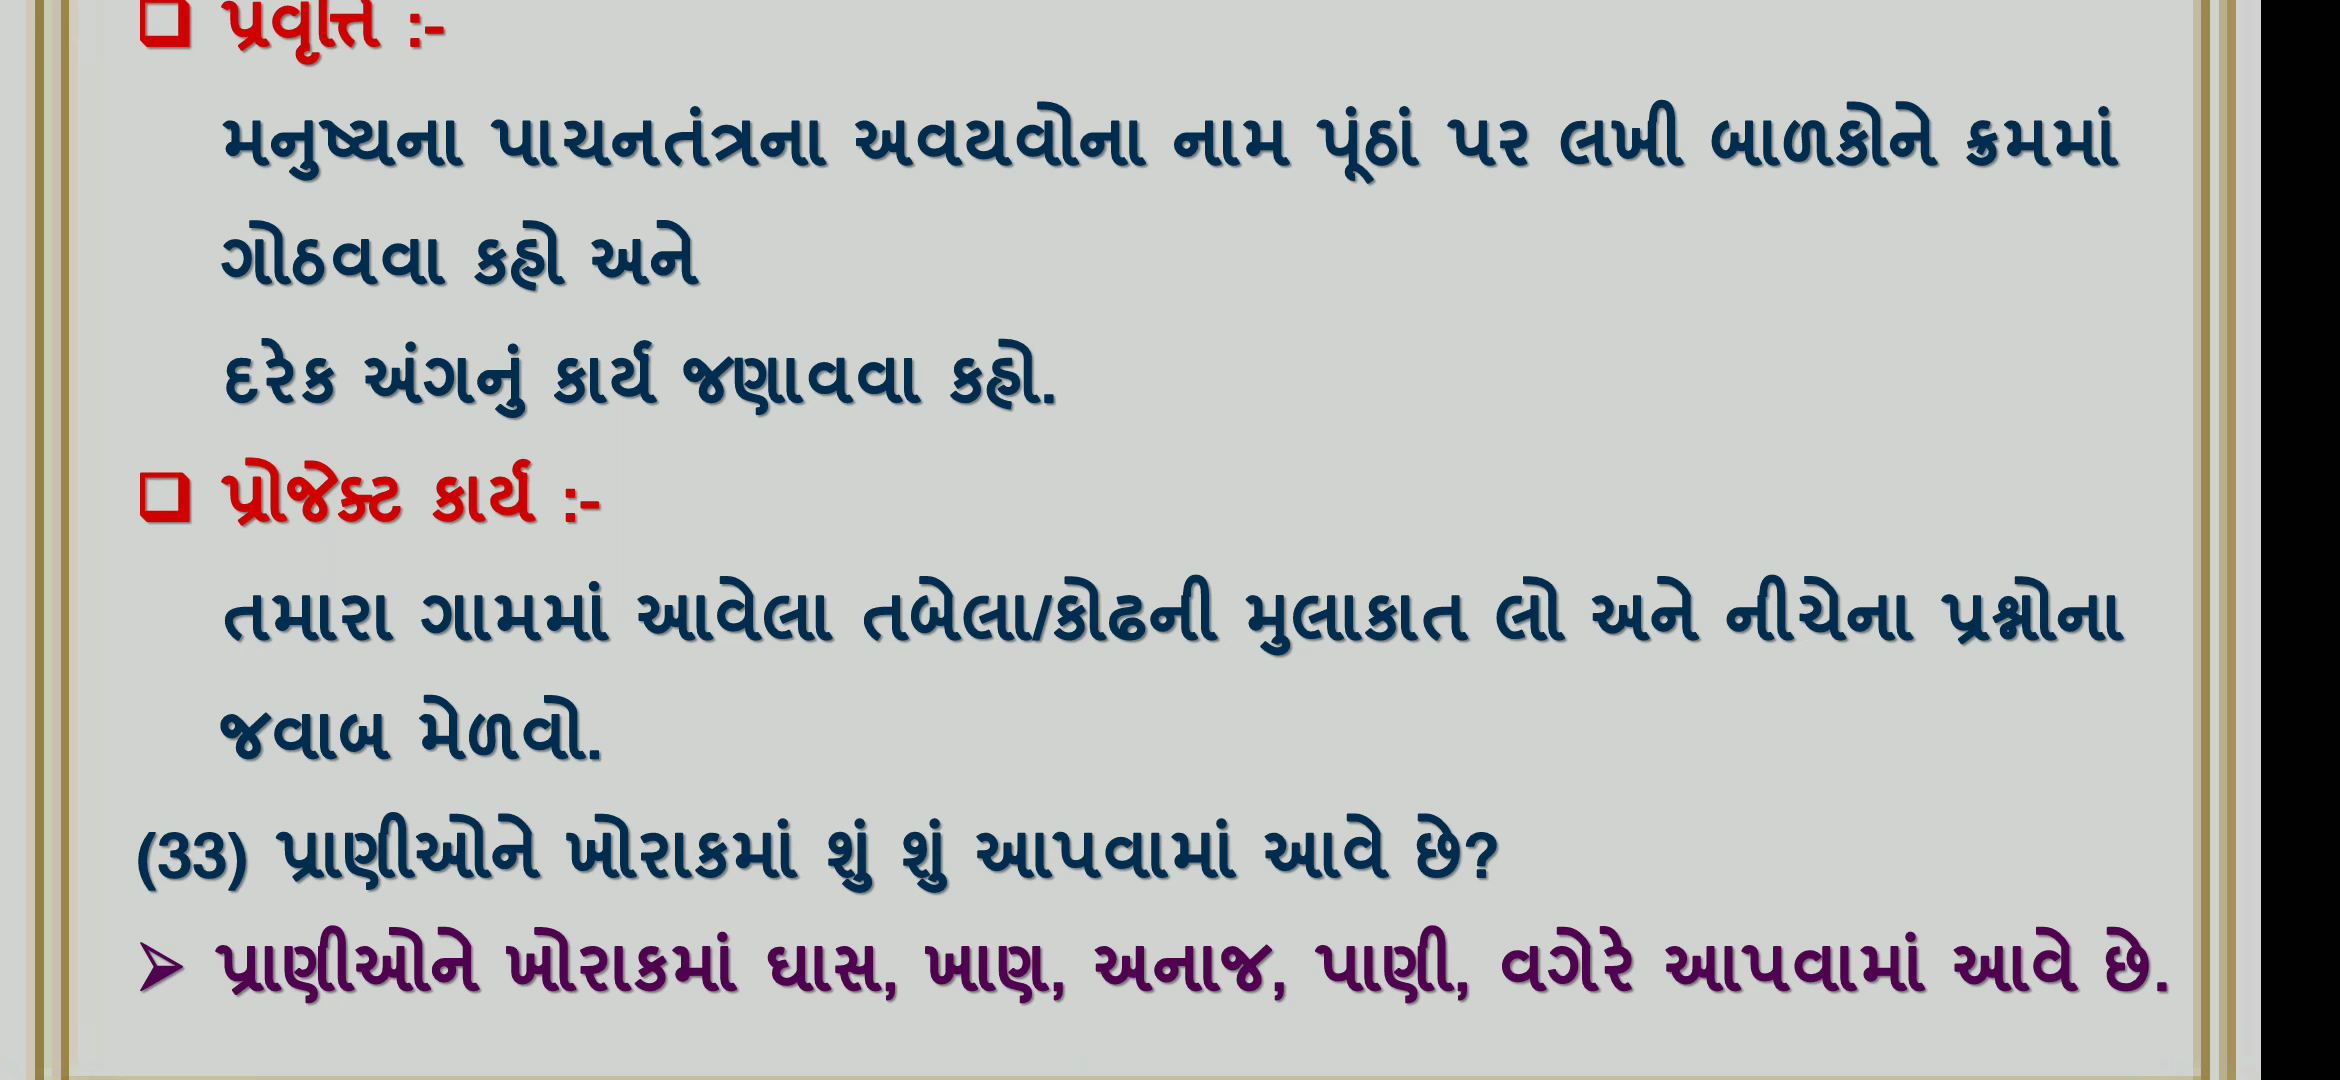 ❑ પ્રવૃત્તિ :-
મનુષ્યના પાચનતંત્રના અવયવોના નામ પૂંઠાં પર લખી બાળકોને ક્રમમાં
ગોઠવવા કહો અને
દરેક અંગનું કાર્ય જણાવવા કહો.
❑ પ્રોજેક્ટ કાર્ય :-
તમારા ગામમાં આવેલા તબેલા/કોઢની મુલાકાત લો અને નીચેના પ્રશ્નોના
જવાબ મેળવો.
(33) પ્રાણીઓને ખોરાકમાં શું શું આપવામાં આવે છે?
➢ પ્રાણીઓને ખોરાકમાં ઘાસ, ખાણ, અનાજ, પાણી, વગેરે આપવામાં આવે છે.